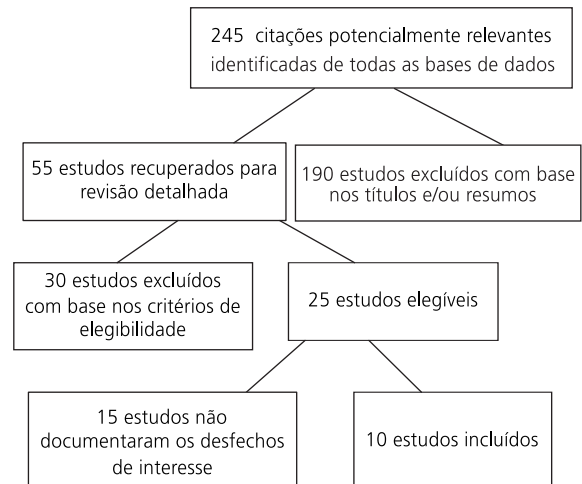 245 citações potencialmente relevantes
identificadas de todas as bases de dados
55 estudos recuperados para
revisão detalhada
190 estudos excluídos com base
nos títulos e/ou resumos
30 estudos excluídos
com base nos critérios de
elegibilidade
25 estudos elegíveis
15 estudos não
documentaram os desfechos
de interesse
10 estudos incluídos